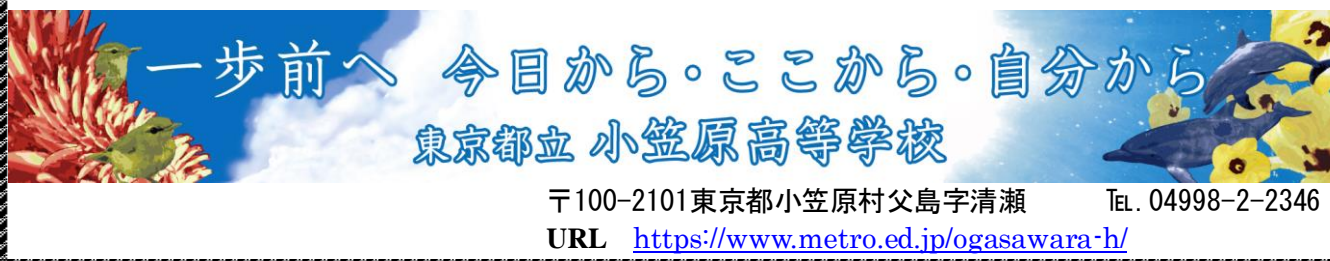 一歩前へ 今日から・ここから・自分から
東京都立 小笠原高等学校
〒100-2101東京都小笠原村父島字清瀬 ℡.04998-2-2346
URL https://www.metro.ed.jp/ogasawara-h/